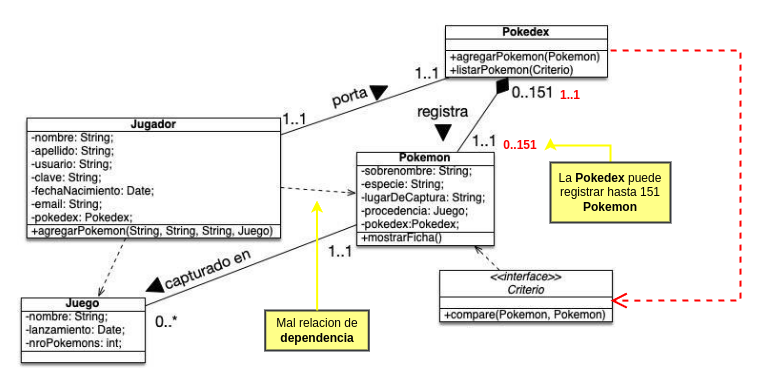 Pokedex
+agregarPokemon(Pokemon)
+listarPokemon(Criterio)
1..1
porta
1..1
0..151
1..1
registra
1..1
0..151
Jugador
-nombre: String;
-apellido: String;
-usuario: String;
-clave: String;
-fechaNacimiento: Date;
-email: String;
-pokedex: Pokedex;
+agregarPokemon(String, String, String, Juego)
Pokemon
-sobrenombre: String;
-especie: String;
-lugarDeCaptura: String;
-procedencia: Juego;
-pokedex:Pokedex;
+mostrarFicha()
La Pokedex puede
registrar hasta 151
Pokemon
1..1
capturado en
0..*
<<interface>>
Criterio
+compare(Pokemon, Pokemon)
Juego
-nombre: String;
-lanzamiento: Date;
-nroPokemons: int;
Mal relacion de
dependencia